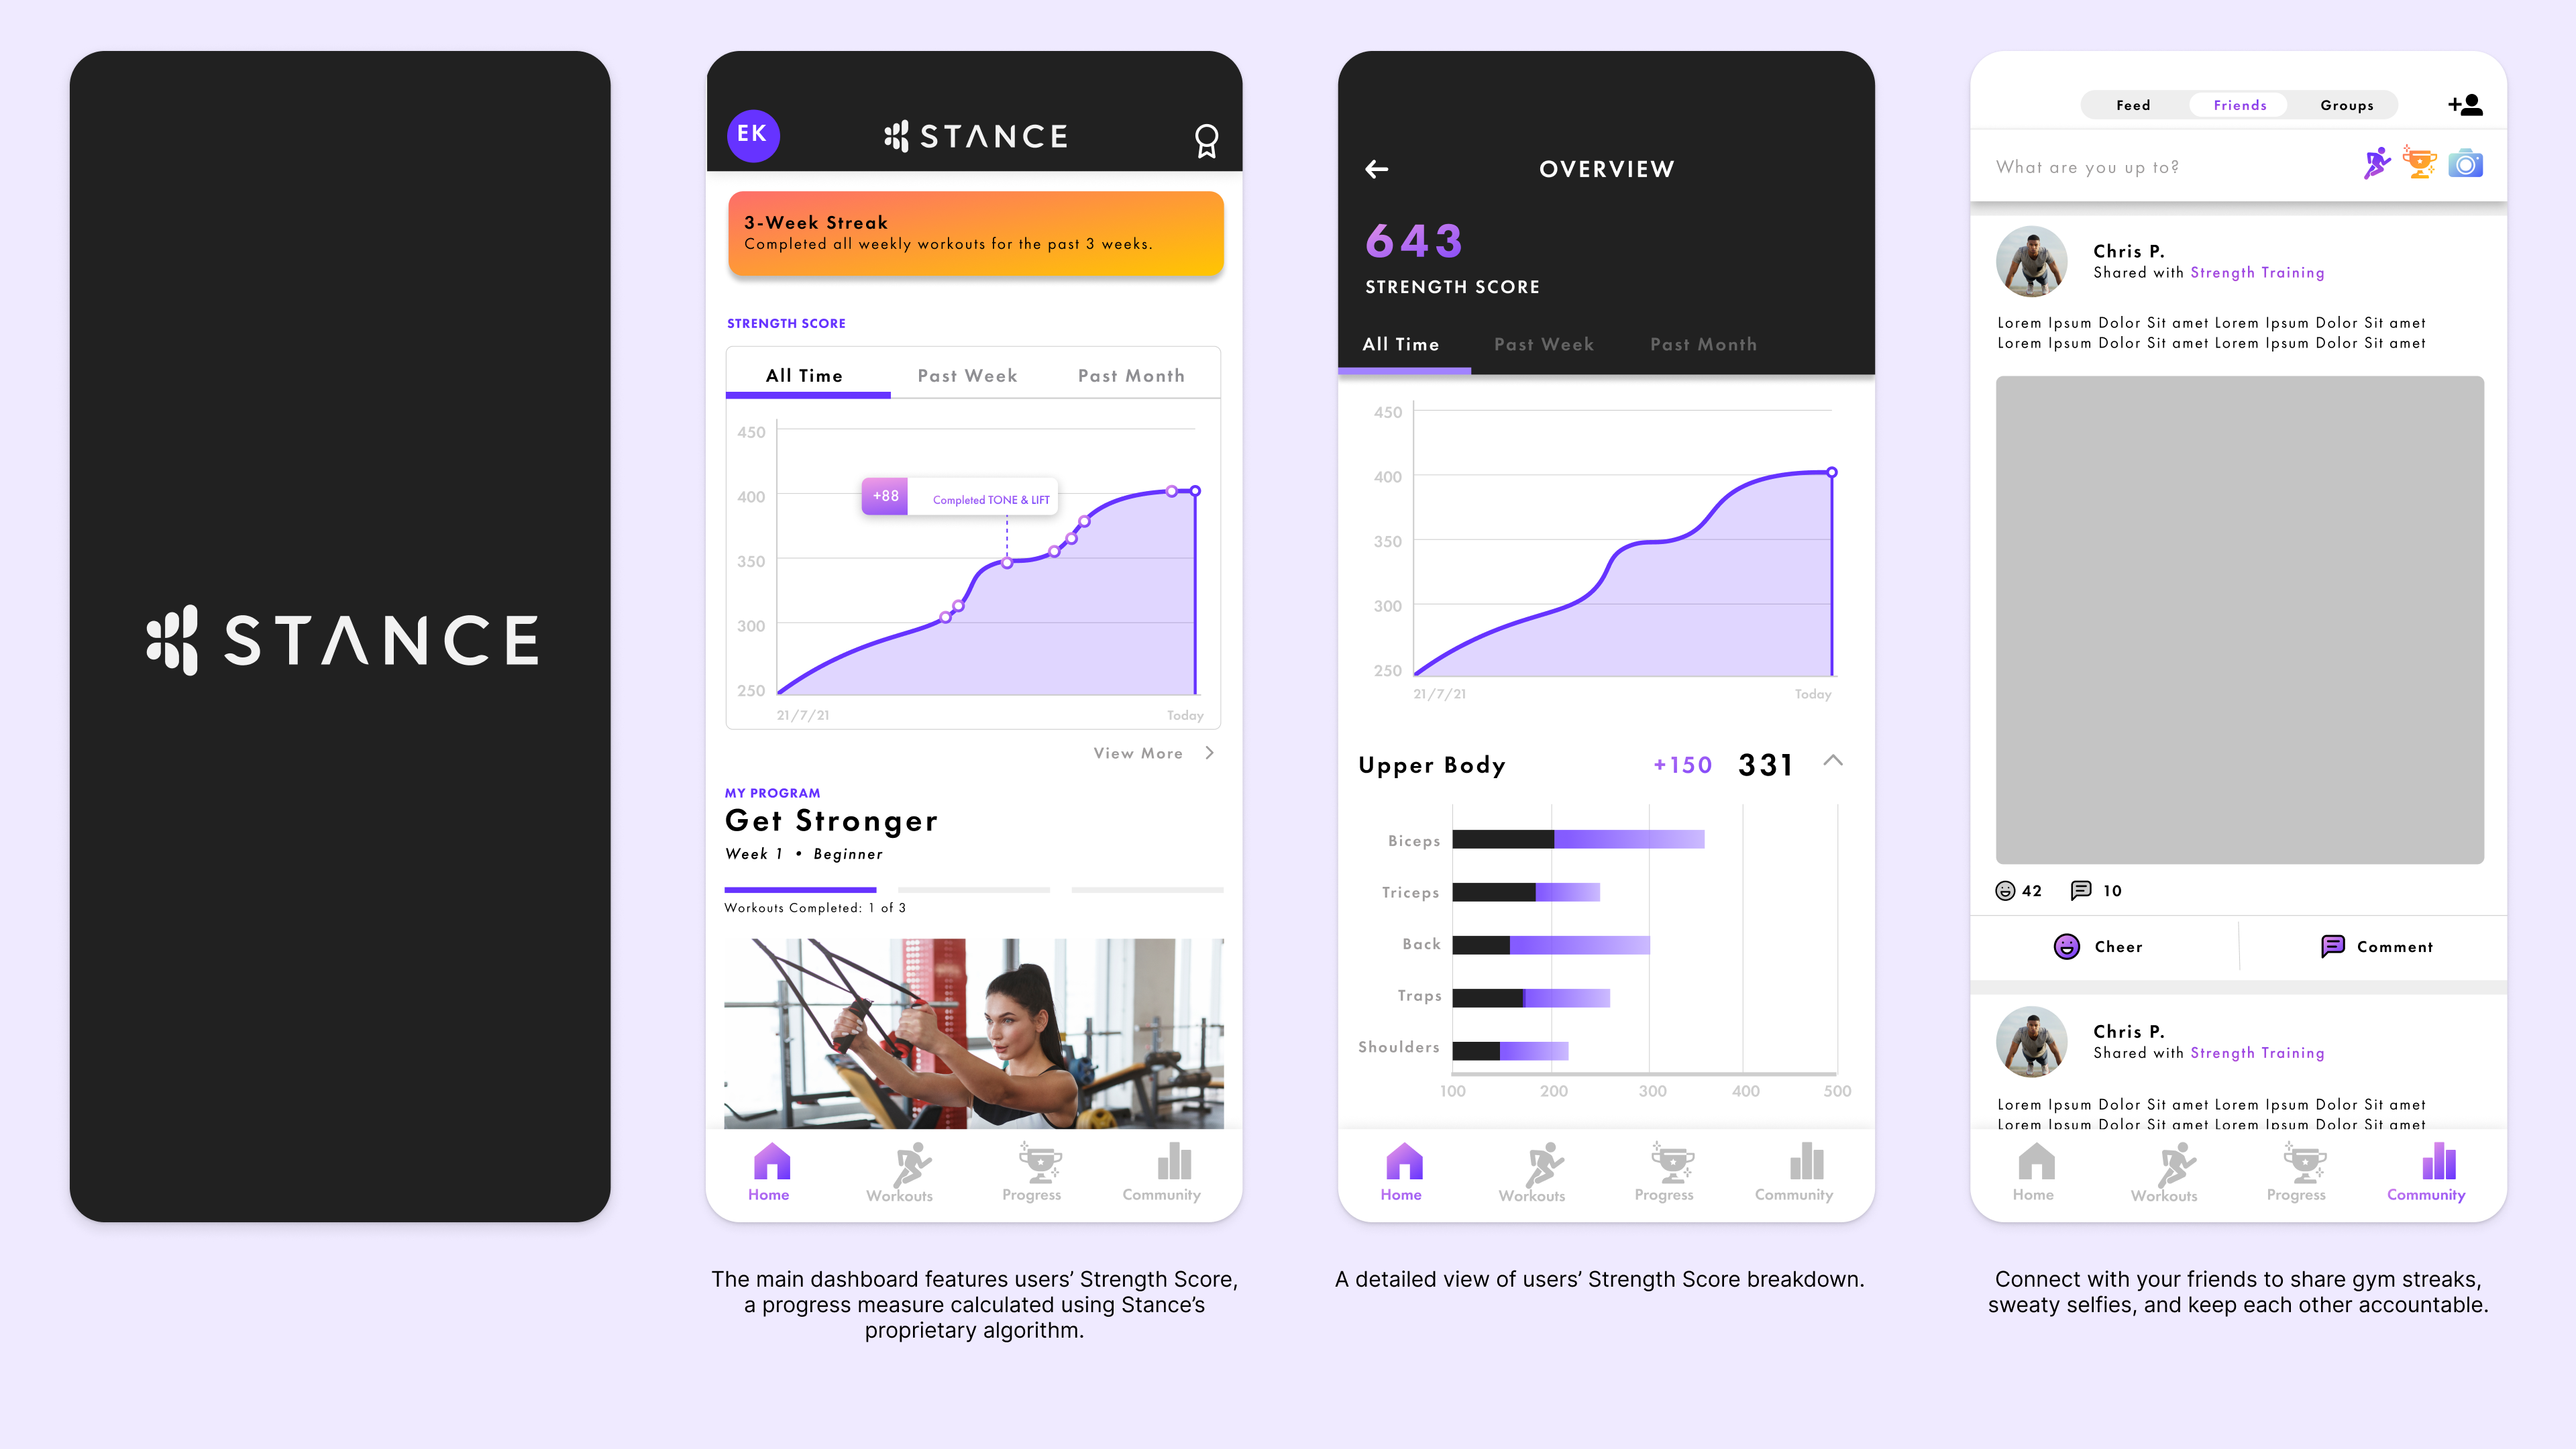 STANCE
EK
STANCE
3-Week Streak
Completed all weekly workouts for the past 3 weeks.
STRENGTH SCORE
All Time Past Week Past Month
450
400
350
300
250
+88 Completed TONE & LIFT
21/7/21 Today
View More
MY PROGRAM
Get Stronger
Week 1 • Beginner
Workouts Completed: 1 of 3
Home Workouts Progress Community
The main dashboard features users’ Strength Score,
a progress measure calculated using Stance’s
proprietary algorithm.
OVERVIEW
643
STRENGTH SCORE
All Time Past Week Past Month
450
400
350
300
250
21/7/21 Today
Upper Body +150 331
Biceps
Triceps
Back
Traps
Shoulders
100 200 300 400 500
Home Workouts Progress Community
A detailed view of users’ Strength Score breakdown.
Feed Friends Groups
What are you up to?
Chris P.
Shared with Strength Training
Lorem Ipsum Dolor Sit amet Lorem Ipsum Dolor Sit amet
Lorem Ipsum Dolor Sit amet Lorem Ipsum Dolor Sit amet
42 10
Cheer Comment
Chris P.
Shared with Strength Training
Lorem Ipsum Dolor Sit amet Lorem Ipsum Dolor Sit amet
Lorem Ipsum Dolor Sit amet Lorem Ipsum Dolor Sit amet
Home Workouts Progress Community
Connect with your friends to share gym streaks,
sweaty selfies, and keep each other accountable.